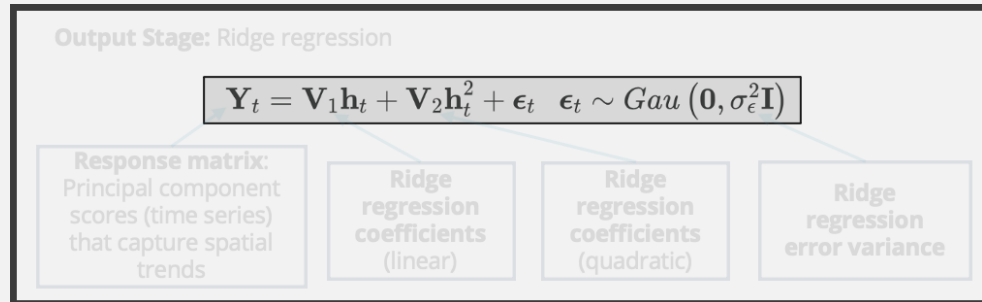 Output Stage: Ridge regression
Y_t = V_1 h_t + V_2 h_t^2 + ϵ_t   ϵ_t ∼ Gau (0, σ_ϵ^2 I)
Response matrix:
Principal component
scores (time series)
that capture spatial
trends
Ridge
regression
coefficients
(linear)
Ridge
regression
coefficients
(quadratic)
Ridge
regression
error variance